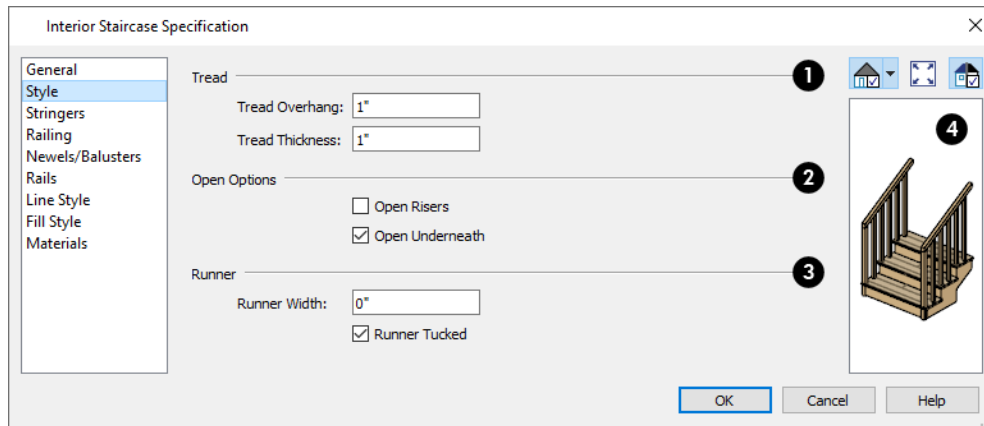 Interior Staircase Specification
General
Style
Stringers
Railing
Newels/Balusters
Rails
Line Style
Fill Style
Materials
Tread
1
Tread Overhang: 1"
Tread Thickness: 1"
Open Options
2
Open Risers
Open Underneath
Runner
3
Runner Width: 0"
Runner Tucked
4
OK
Cancel
Help